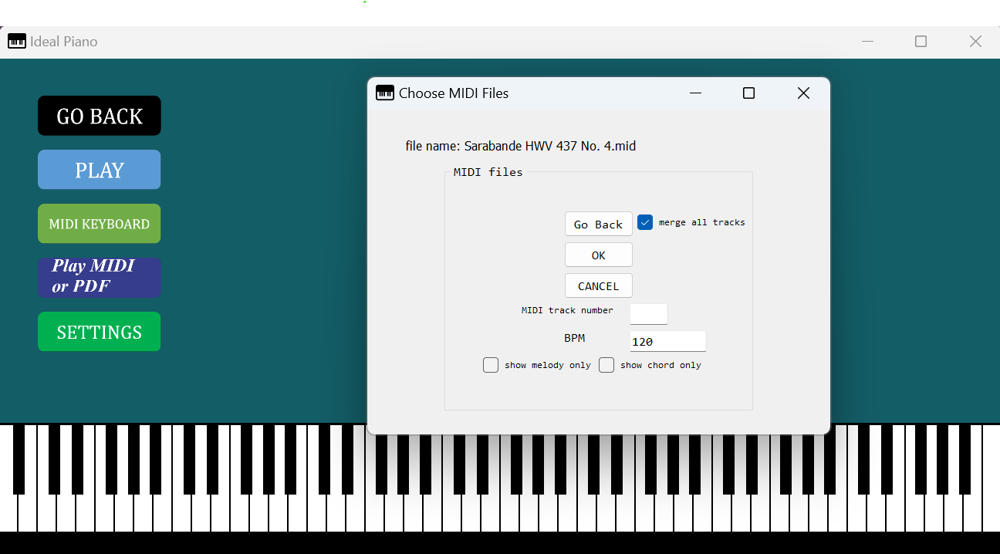 Ideal Piano
GO BACK
PLAY
MIDI KEYBOARD
Play MIDI
or PDF
SETTINGS
Choose MIDI Files
file name: Sarabande HWV 437 No. 4.mid
MIDI files
Go Back
merge all tracks
OK
CANCEL
MIDI track number
BPM
120
show melody only
show chord only